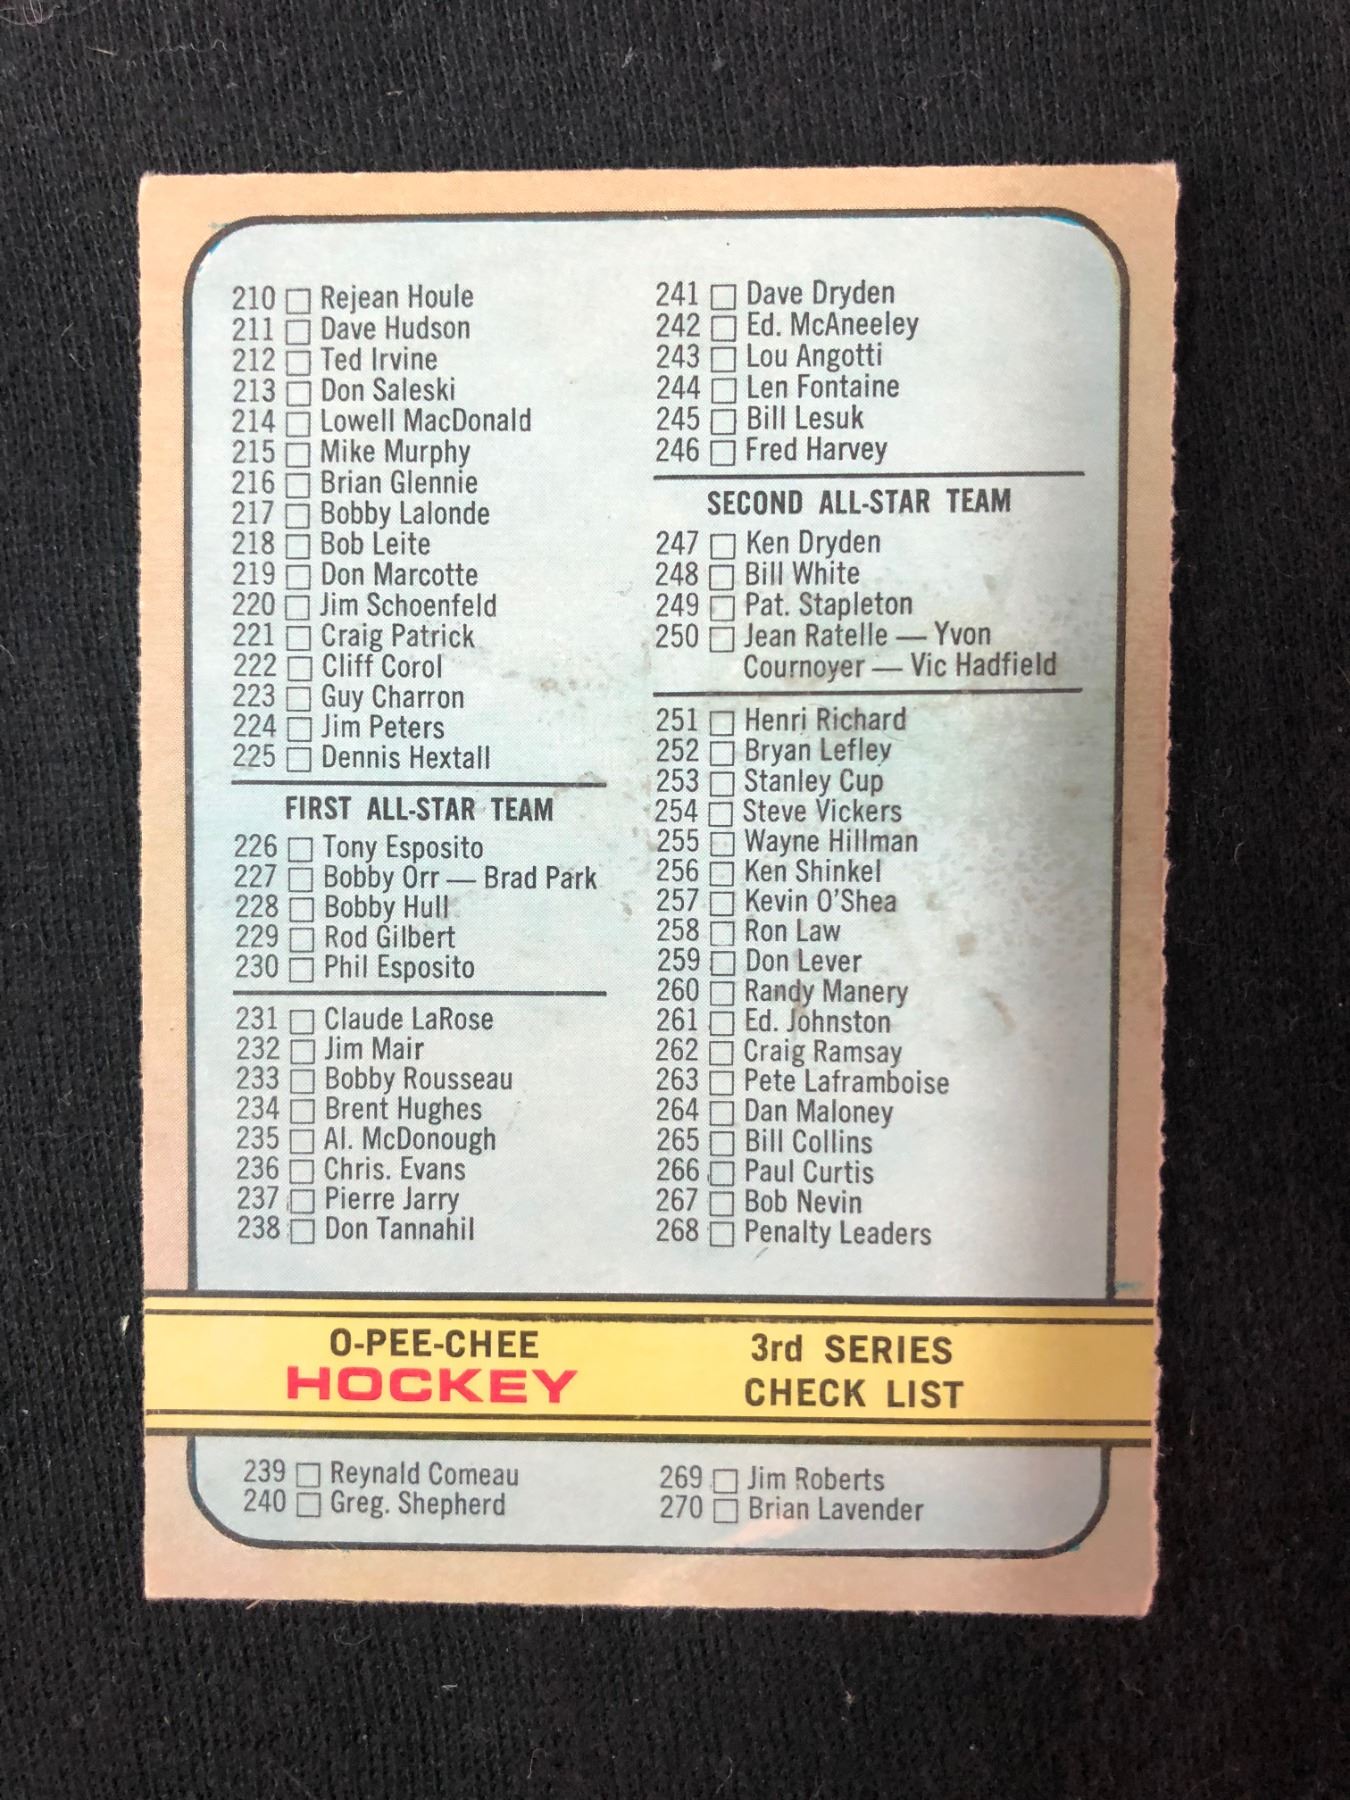 210 Rejean Houle
211 Dave Hudson
212 Ted Irvine
213 Don Saleski
214 Lowell MacDonald
215 Mike Murphy
216 Brian Glennie
217 Bobby Lalonde
218 Bob Leite
219 Don Marcotte
220 Jim Schoenfeld
221 Craig Patrick
222 Cliff Corol
223 Guy Charron
224 Jim Peters
225 Dennis Hextall
FIRST ALL-STAR TEAM
226 Tony Esposito
227 Bobby Orr — Brad Park
228 Bobby Hull
229 Rod Gilbert
230 Phil Esposito
231 Claude LaRose
232 Jim Mair
233 Bobby Rousseau
234 Brent Hughes
235 Al. McDonough
236 Chris. Evans
237 Pierre Jarry
238 Don Tannahil
241 Dave Dryden
242 Ed. McAneeley
243 Lou Angotti
244 Len Fontaine
245 Bill Lesuk
246 Fred Harvey
SECOND ALL-STAR TEAM
247 Ken Dryden
248 Bill White
249 Pat. Stapleton
250 Jean Ratelle — Yvon
Cournoyer — Vic Hadfield
251 Henri Richard
252 Bryan Lefley
253 Stanley Cup
254 Steve Vickers
255 Wayne Hillman
256 Ken Shinkel
257 Kevin O'Shea
258 Ron Law
259 Don Lever
260 Randy Manery
261 Ed. Johnston
262 Craig Ramsay
263 Pete Laframboise
264 Dan Maloney
265 Bill Collins
266 Paul Curtis
267 Bob Nevin
268 Penalty Leaders
O-PEE-CHEE
HOCKEY
3rd SERIES
CHECK LIST
239 Reynald Comeau
240 Greg. Shepherd
269 Jim Roberts
270 Brian Lavender